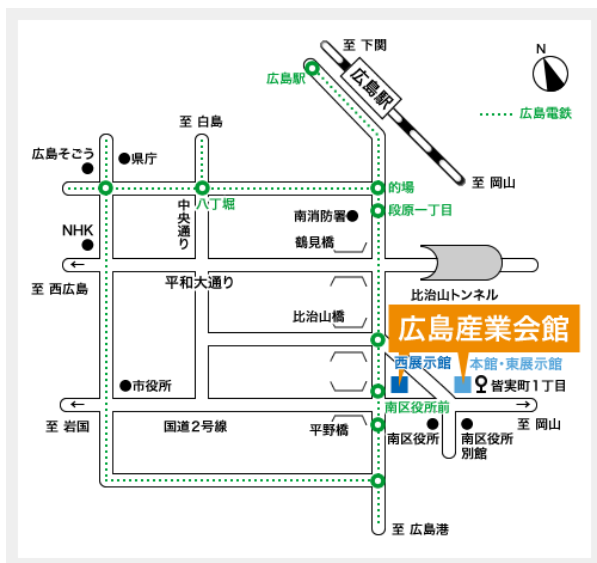 至 下関
N
広島駅
広島駅
広島電鉄
至 白島
広島そごう
県庁
至 岡山
的場
八丁堀
段原一丁目
中央通り
南消防署
NHK
鶴見橋
←
至 西広島
平和大通り
比治山トンネル
比治山橋
広島産業会館
西展示館
本館・東展示館
市役所
皆実町1丁目
←
南区役所前
→
至 岩国
国道2号線
平野橋
南区役所
南区役所
別館
至 岡山
至 広島港